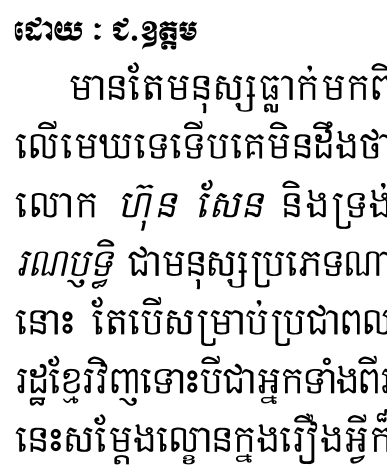 ដោយ : ជ.ឧត្តម
មានតែមនុស្សធ្លាក់មកពី
លើមេឃទេទើបគេមិនដឹងថា
លោក ហ៊ុន សែន និងទ្រង់
រណប្ញទ្ធិ ជាមនុស្សប្រភេទណា
នោះ តែបើសម្រាប់ប្រជាពល
រដ្ឋខ្មែរវិញទោះបីជាអ្នកទាំងពីរ
នេះសម្ដែងល្ខោនក្នុងរឿងអ្វីក៏